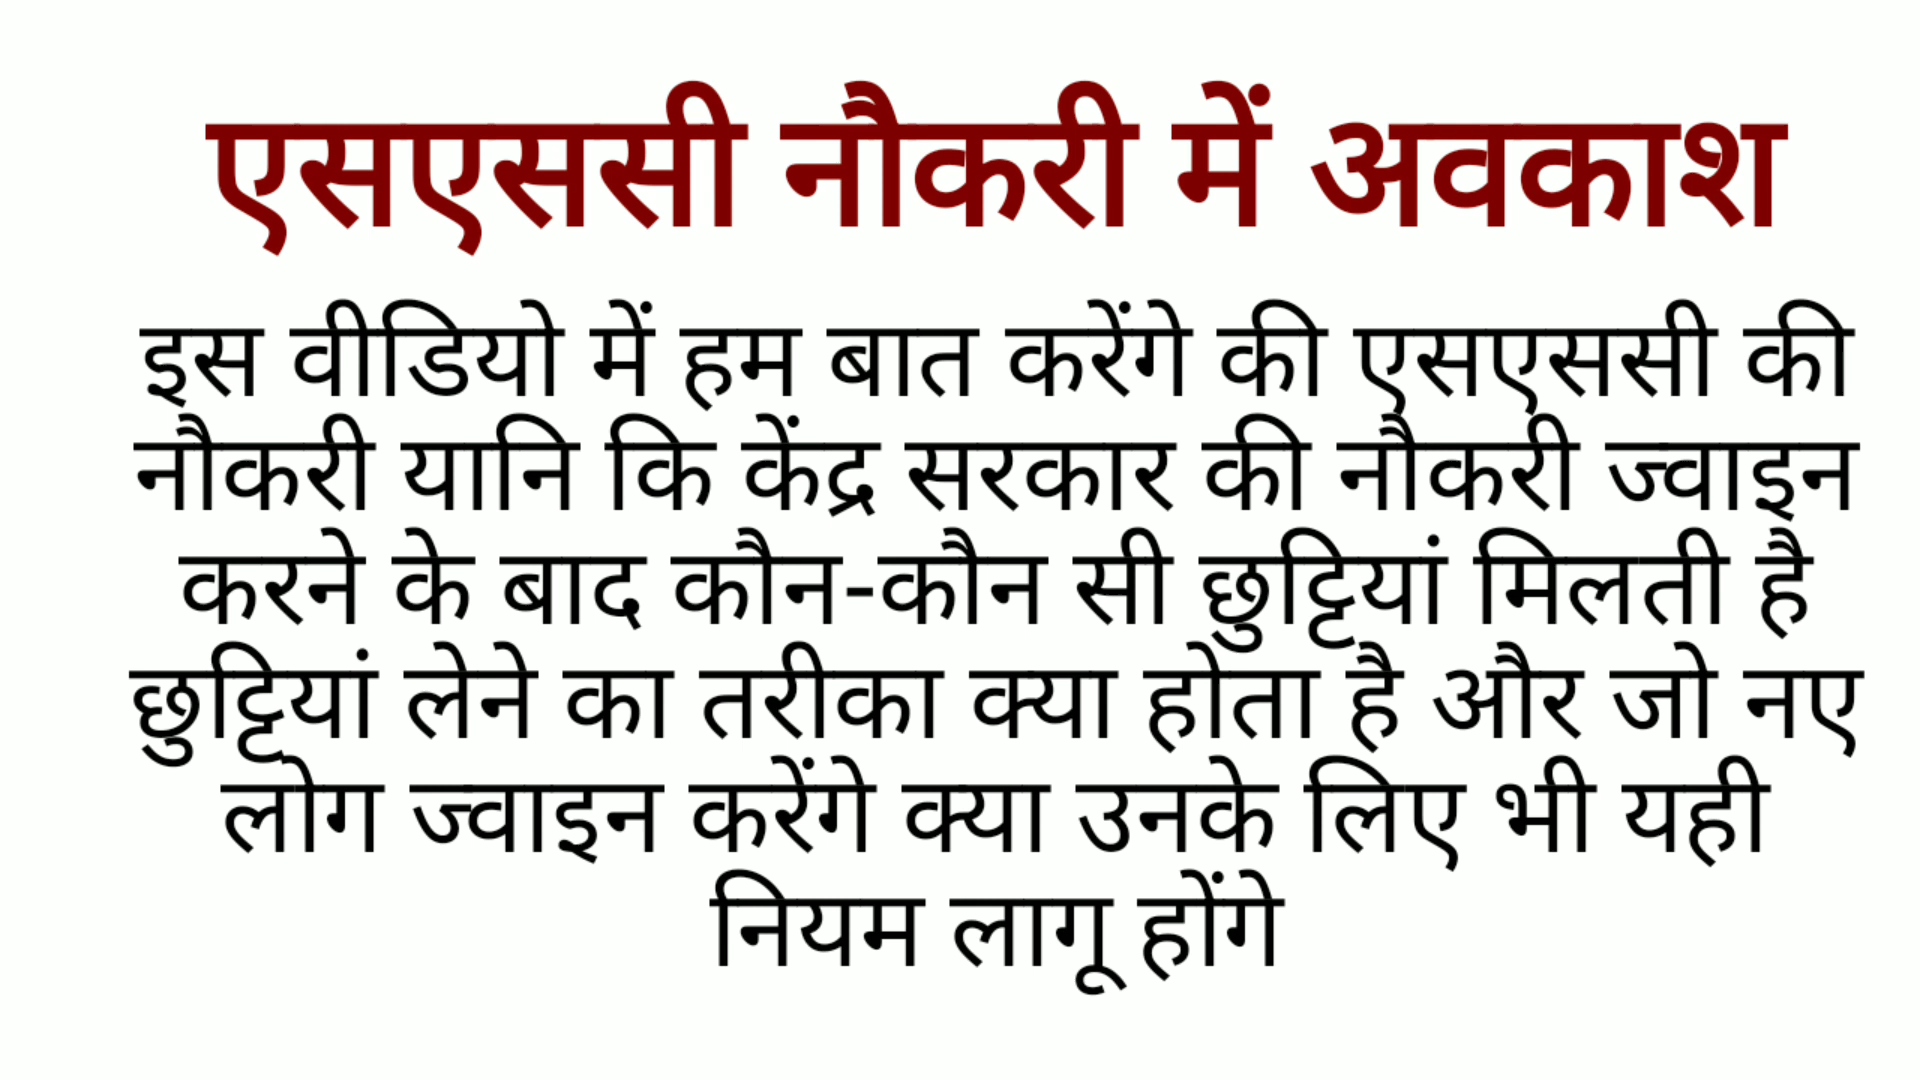 एसएससी नौकरी में अवकाश
इस वीडियो में हम बात करेंगे की एसएससी की
नौकरी यानि कि केंद्र सरकार की नौकरी ज्वाइन
करने के बाद कौन-कौन सी छुट्टियां मिलती है
छुट्टियां लेने का तरीका क्या होता है और जो नए
लोग ज्वाइन करेंगे क्या उनके लिए भी यही
नियम लागू होंगे